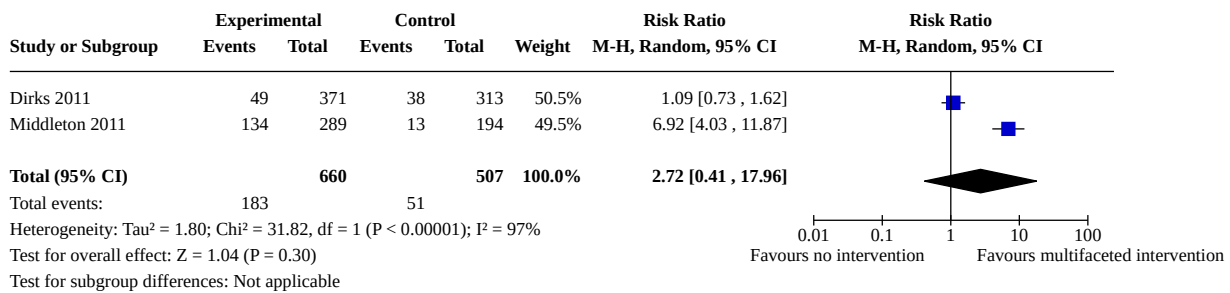 Experimental Control Risk Ratio Risk Ratio
Study or Subgroup Events Total Events Total Weight M-H, Random, 95% CI M-H, Random, 95% CI
Dirks 2011 49 371 38 313 50.5% 1.09 [0.73 , 1.62]
Middleton 2011 134 289 13 194 49.5% 6.92 [4.03 , 11.87]
Total (95% CI) 660 507 100.0% 2.72 [0.41 , 17.96]
Total events: 183 51
Heterogeneity: Tau² = 1.80; Chi² = 31.82, df = 1 (P < 0.00001); I² = 97%
0.01 0.1 1 10 100
Test for overall effect: Z = 1.04 (P = 0.30)
Favours no intervention Favours multifaceted intervention
Test for subgroup differences: Not applicable